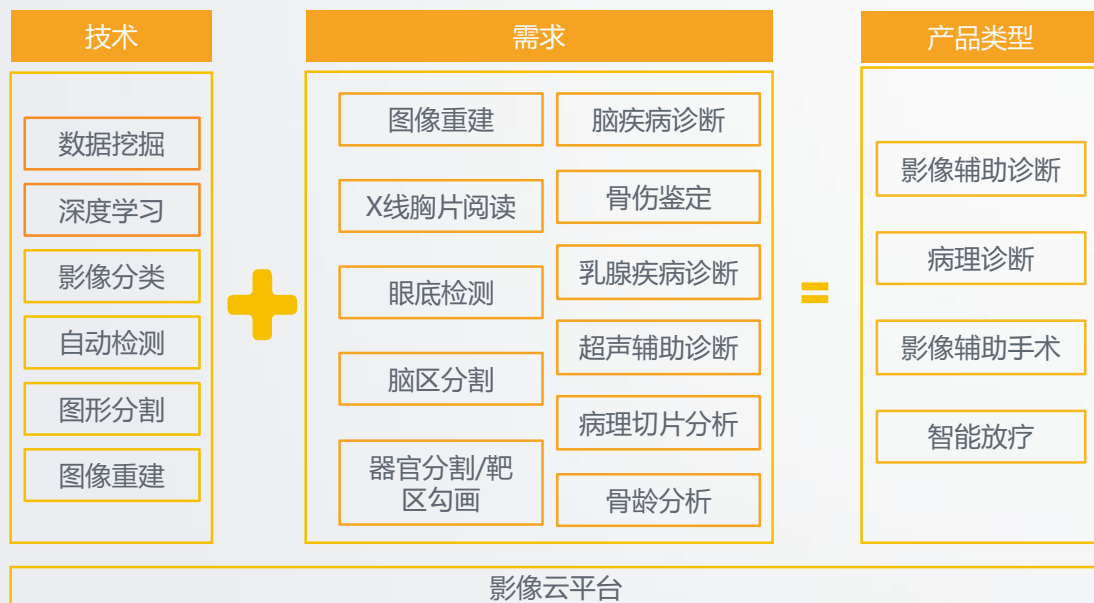 技术
数据挖掘
深度学习
影像分类
自动检测
图形分割
图像重建
需求
图像重建
X线胸片阅读
眼底检测
脑区分割
器官分割/靶
区勾画
脑疾病诊断
骨伤鉴定
乳腺疾病诊断
超声辅助诊断
病理切片分析
骨龄分析
产品类型
影像辅助诊断
病理诊断
影像辅助手术
智能放疗
影像云平台